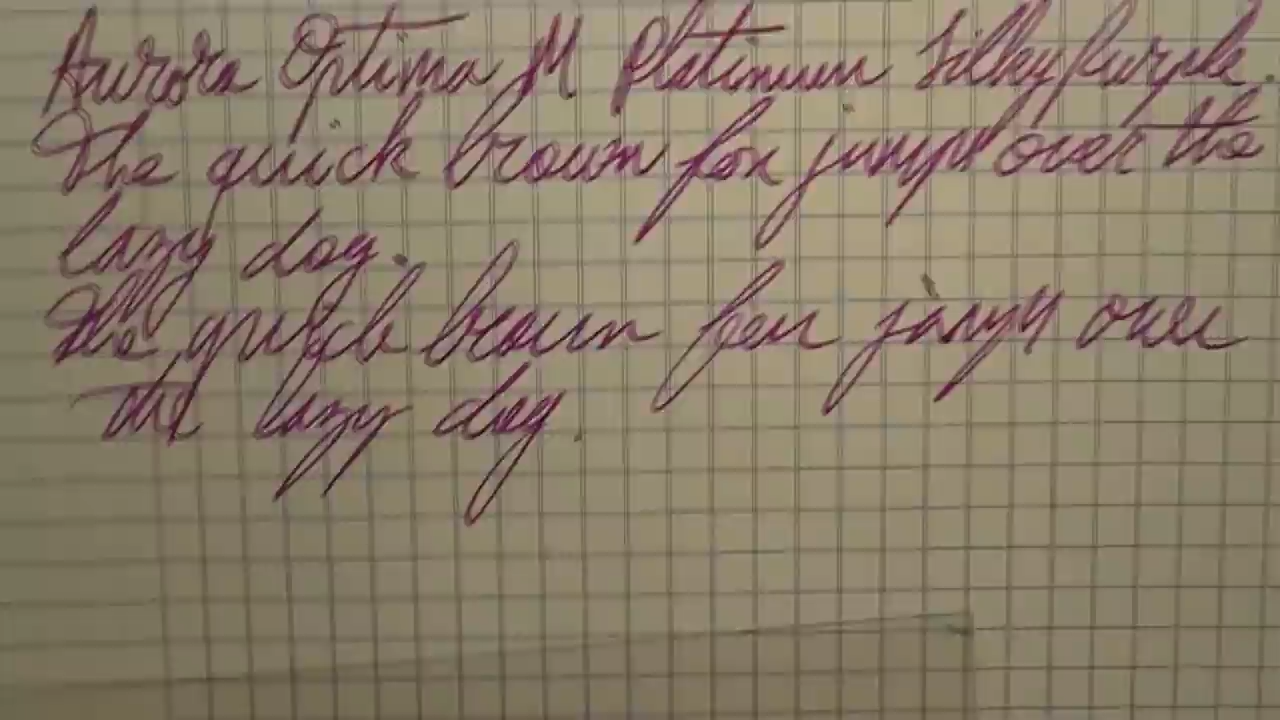 Aurora Optima M Platinum Silky Purple.
The quick brown fox jumps over the
lazy dog.
The quick brown fox jumps over
the lazy dog.